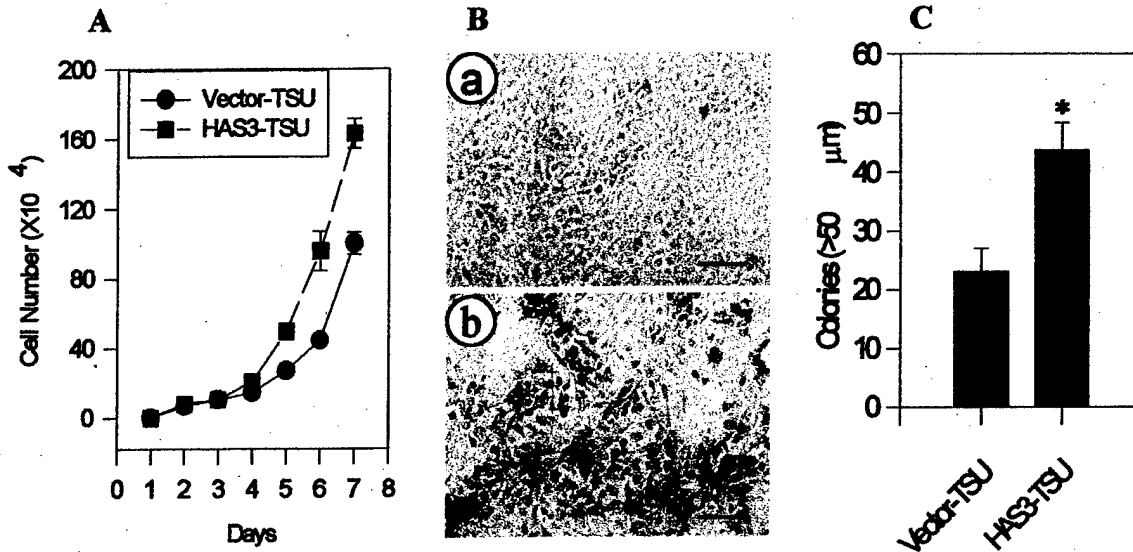 A
Cell Number (X10 4)
200
160
120
80
40
0
Vector-TSU
HAS3-TSU
0 1 2 3 4 5 6 7 8
Days
B
a
b
C
Colonies (>50 μm)
60
50
40
30
20
10
0
*
Vector-TSU
HAS3-TSU